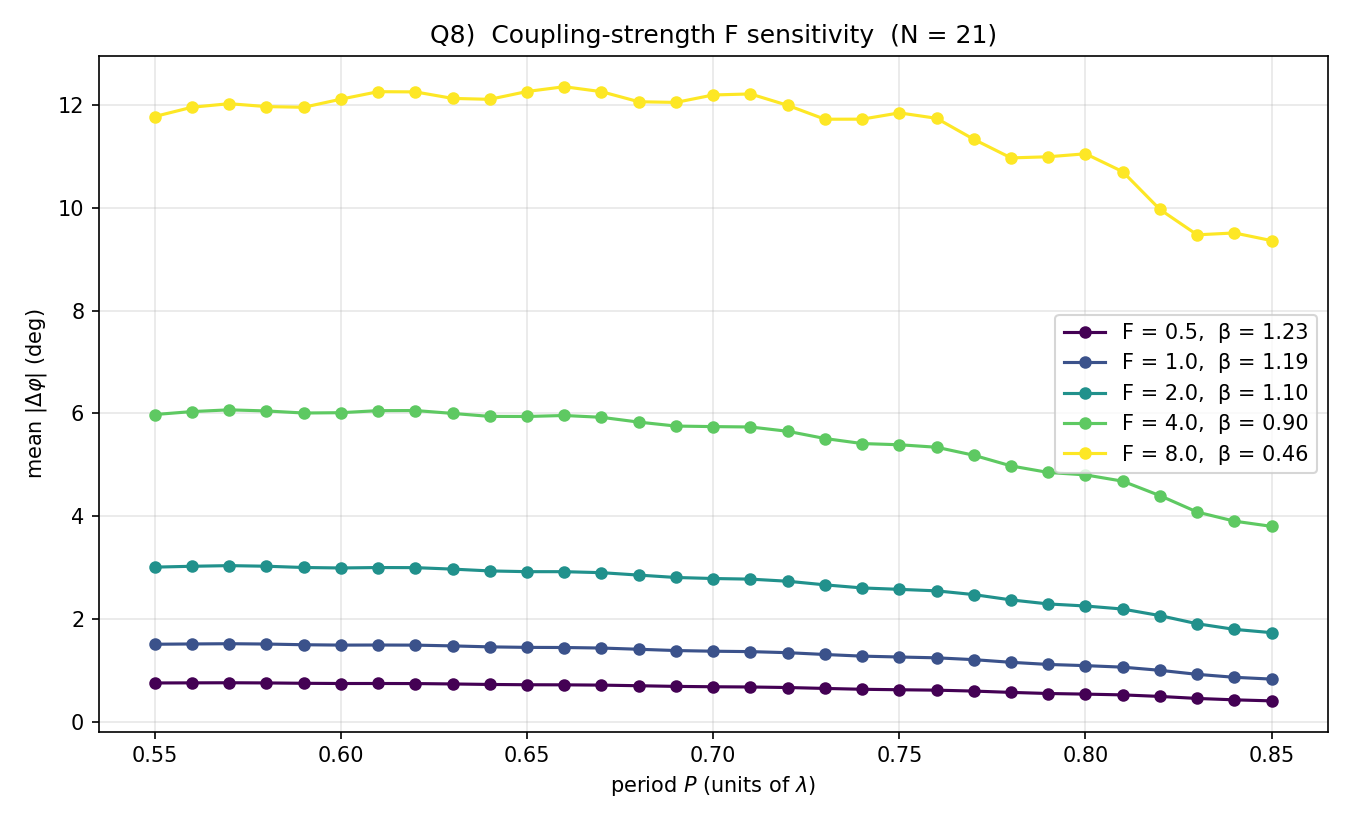 Q8)  Coupling-strength F sensitivity  (N = 21)
mean |Δφ| (deg)
12
10
8
6
4
2
0
F = 0.5,  β = 1.23
F = 1.0,  β = 1.19
F = 2.0,  β = 1.10
F = 4.0,  β = 0.90
F = 8.0,  β = 0.46
0.55 0.60 0.65 0.70 0.75 0.80 0.85
period P (units of λ)